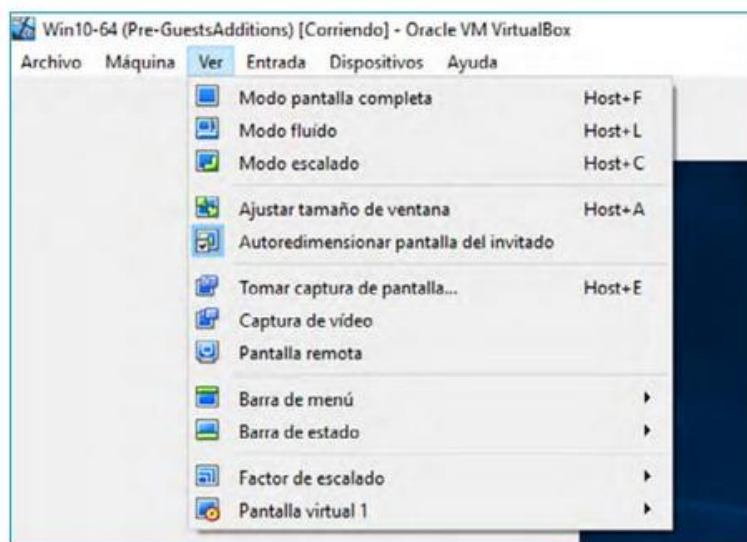 Win10-64 (Pre-GuestsAdditions) [Corriendo] - Oracle VM VirtualBox
Archivo Máquina Ver Entrada Dispositivos Ayuda
Modo pantalla completa Host+F
Modo fluído Host+L
Modo escalado Host+C
Ajustar tamaño de ventana Host+A
Autoredimensionar pantalla del invitado
Tomar captura de pantalla... Host+E
Captura de vídeo
Pantalla remota
Barra de menú
Barra de estado
Factor de escalado
Pantalla virtual 1